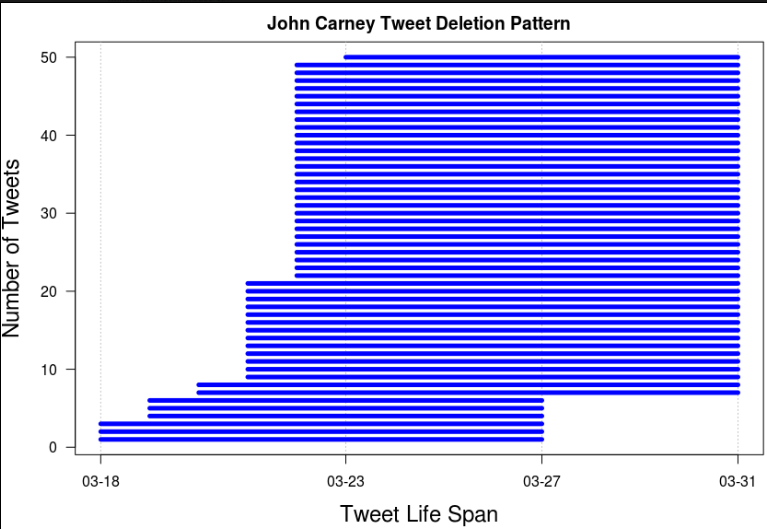 John Carney Tweet Deletion Pattern
Number of Tweets
50
40
30
20
10
0
03-18 03-23 03-27 03-31
Tweet Life Span